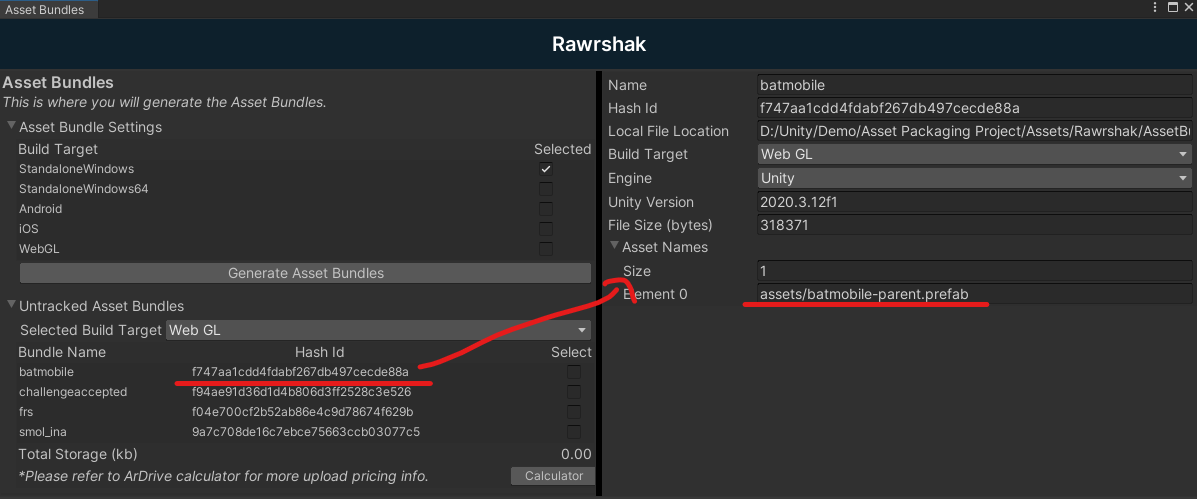 Asset Bundles
Rawrshak
Asset Bundles
This is where you will generate the Asset Bundles.
Asset Bundle Settings
Build Target Selected
StandaloneWindows
StandaloneWindows64
Android
iOS
WebGL
Generate Asset Bundles
Untracked Asset Bundles
Selected Build Target Web GL
Bundle Name Hash Id Select
batmobile f747aa1cdd4fdabf267db497cecde88a
challengeaccepted f94ae91d36d1d4b806d3ff2528c3e526
frs f04e700cf2b52ab86e4c9d78674f629b
smol_ina 9a7c708de16c7ebce75663ccb03077c5
Total Storage (kb) 0.00
*Please refer to ArDrive calculator for more upload pricing info. Calculator
Name batmobile
Hash Id f747aa1cdd4fdabf267db497cecde88a
Local File Location D:/Unity/Demo/Asset Packaging Project/Assets/Rawrshak/AssetBu
Build Target Web GL
Engine Unity
Unity Version 2020.3.12f1
File Size (bytes) 318371
Asset Names
Size 1
Element 0 assets/batmobile-parent.prefab